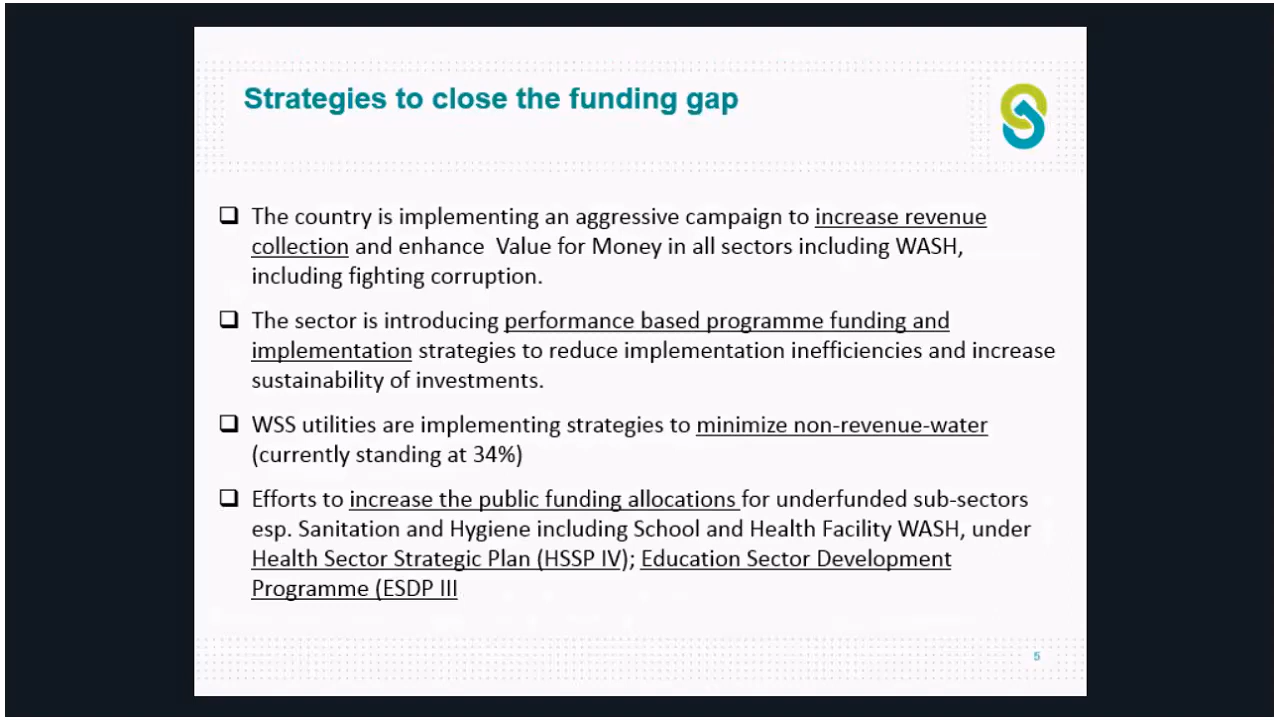 Strategies to close the funding gap
The country is implementing an aggressive campaign to increase revenue
collection and enhance  Value for Money in all sectors including WASH,
including fighting corruption.
The sector is introducing performance based programme funding and
implementation strategies to reduce implementation inefficiencies and increase
sustainability of investments.
WSS utilities are implementing strategies to minimize non-revenue-water
(currently standing at 34%)
Efforts to increase the public funding allocations for underfunded sub-sectors
esp. Sanitation and Hygiene including School and Health Facility WASH, under
Health Sector Strategic Plan (HSSP IV); Education Sector Development
Programme (ESDP III
5